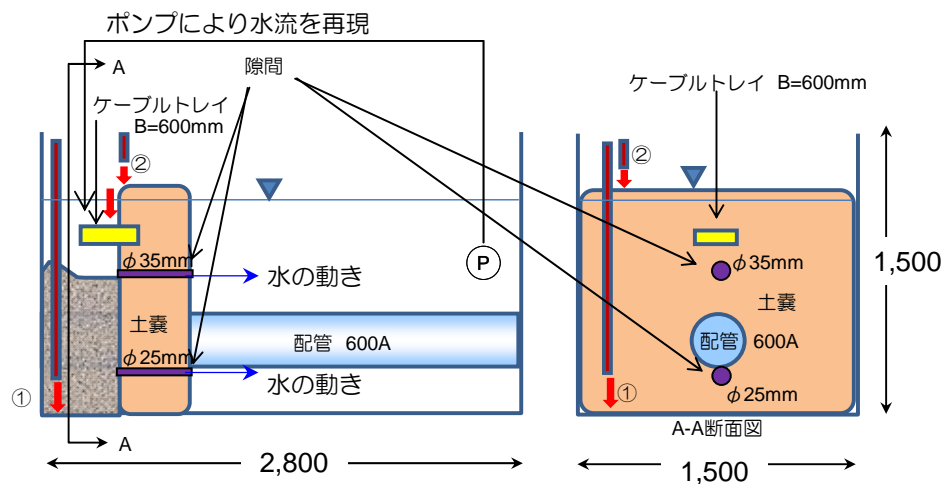 ポンプにより水流を再現
A
隙間
ケーブルトレイ
B=600mm
②
P
φ35mm
水の動き
土嚢
配管 600A
φ25mm
水の動き
①
A
2,800
ケーブルトレイ B=600mm
②
φ35mm
1,500
土嚢
配管 600A
①
φ25mm
A-A断面図
1,500